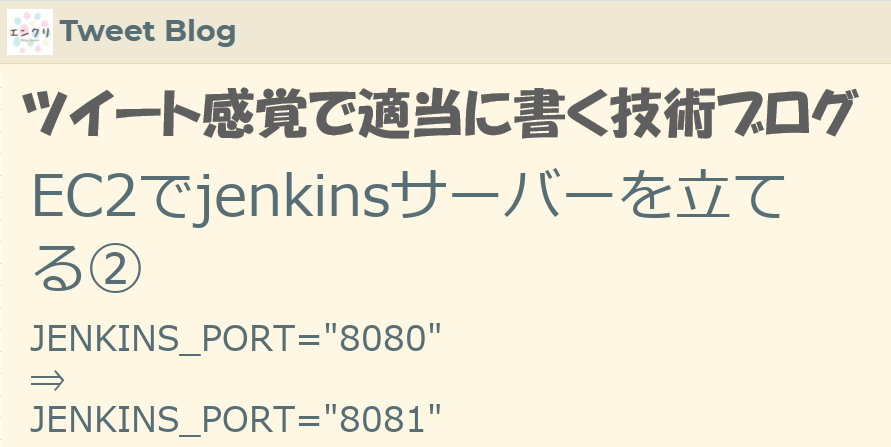 エンクリ
Tweet Blog
ツイート感覚で適当に書く技術ブログ
EC2でjenkinsサーバーを立て
る②
JENKINS_PORT="8080"
⇒
JENKINS_PORT="8081"